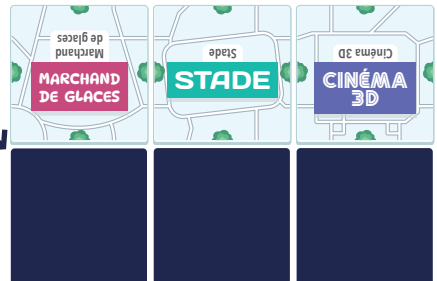 Marchand
de glaces
MARCHAND
DE GLACES
Stade
STADE
Cinéma 3D
CINÉMA
3D